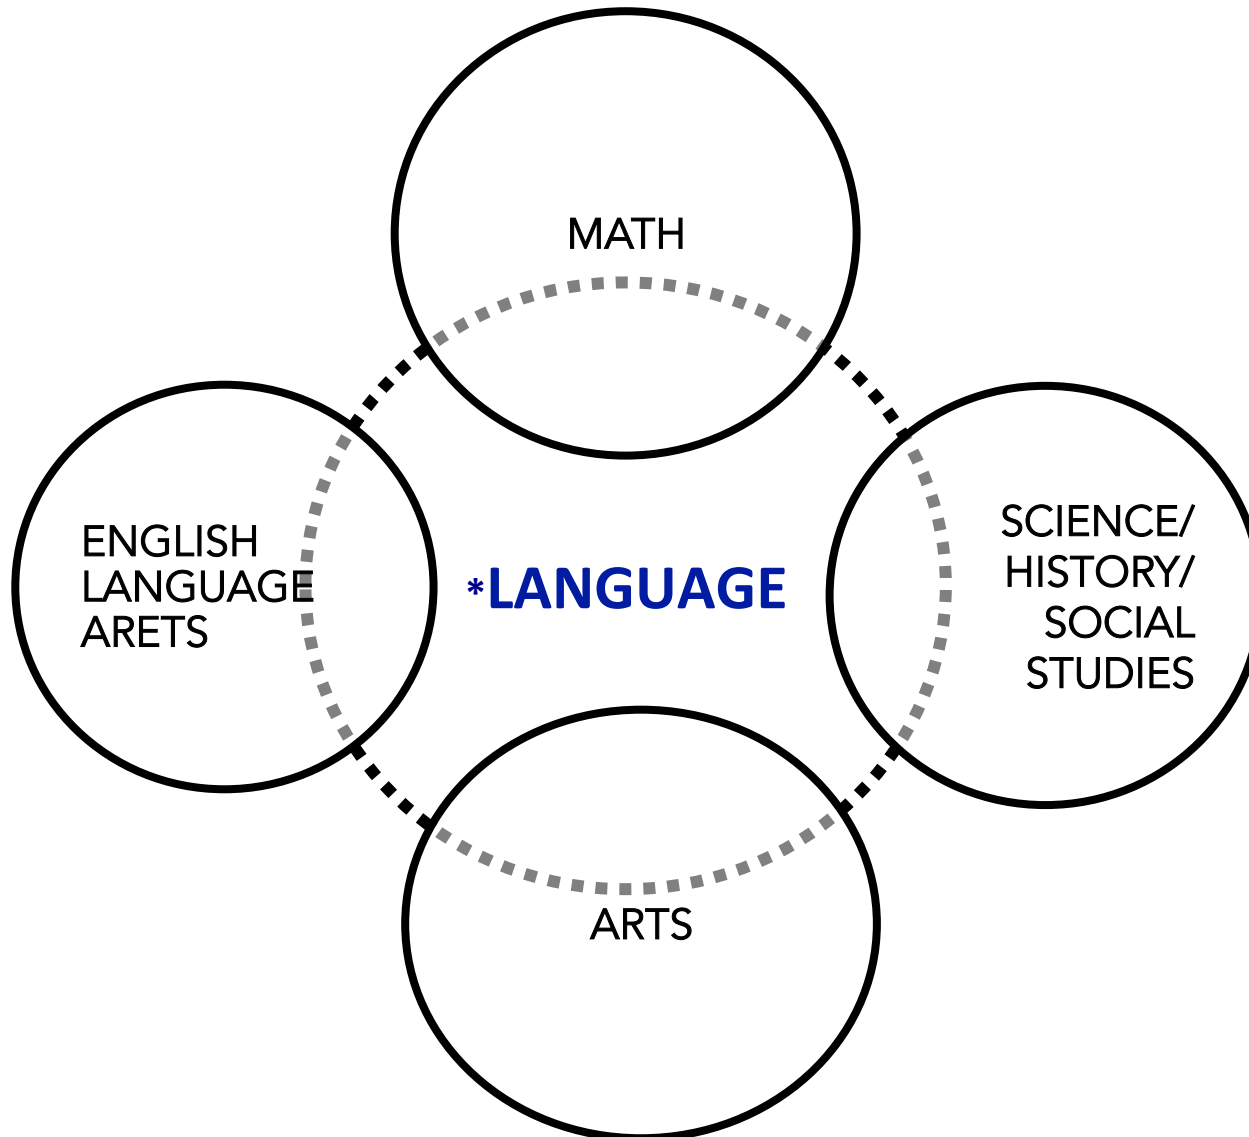 MATH
ENGLISH
LANGUAGE
ARETS
*LANGUAGE
SCIENCE/
HISTORY/
SOCIAL
STUDIES
ARTS